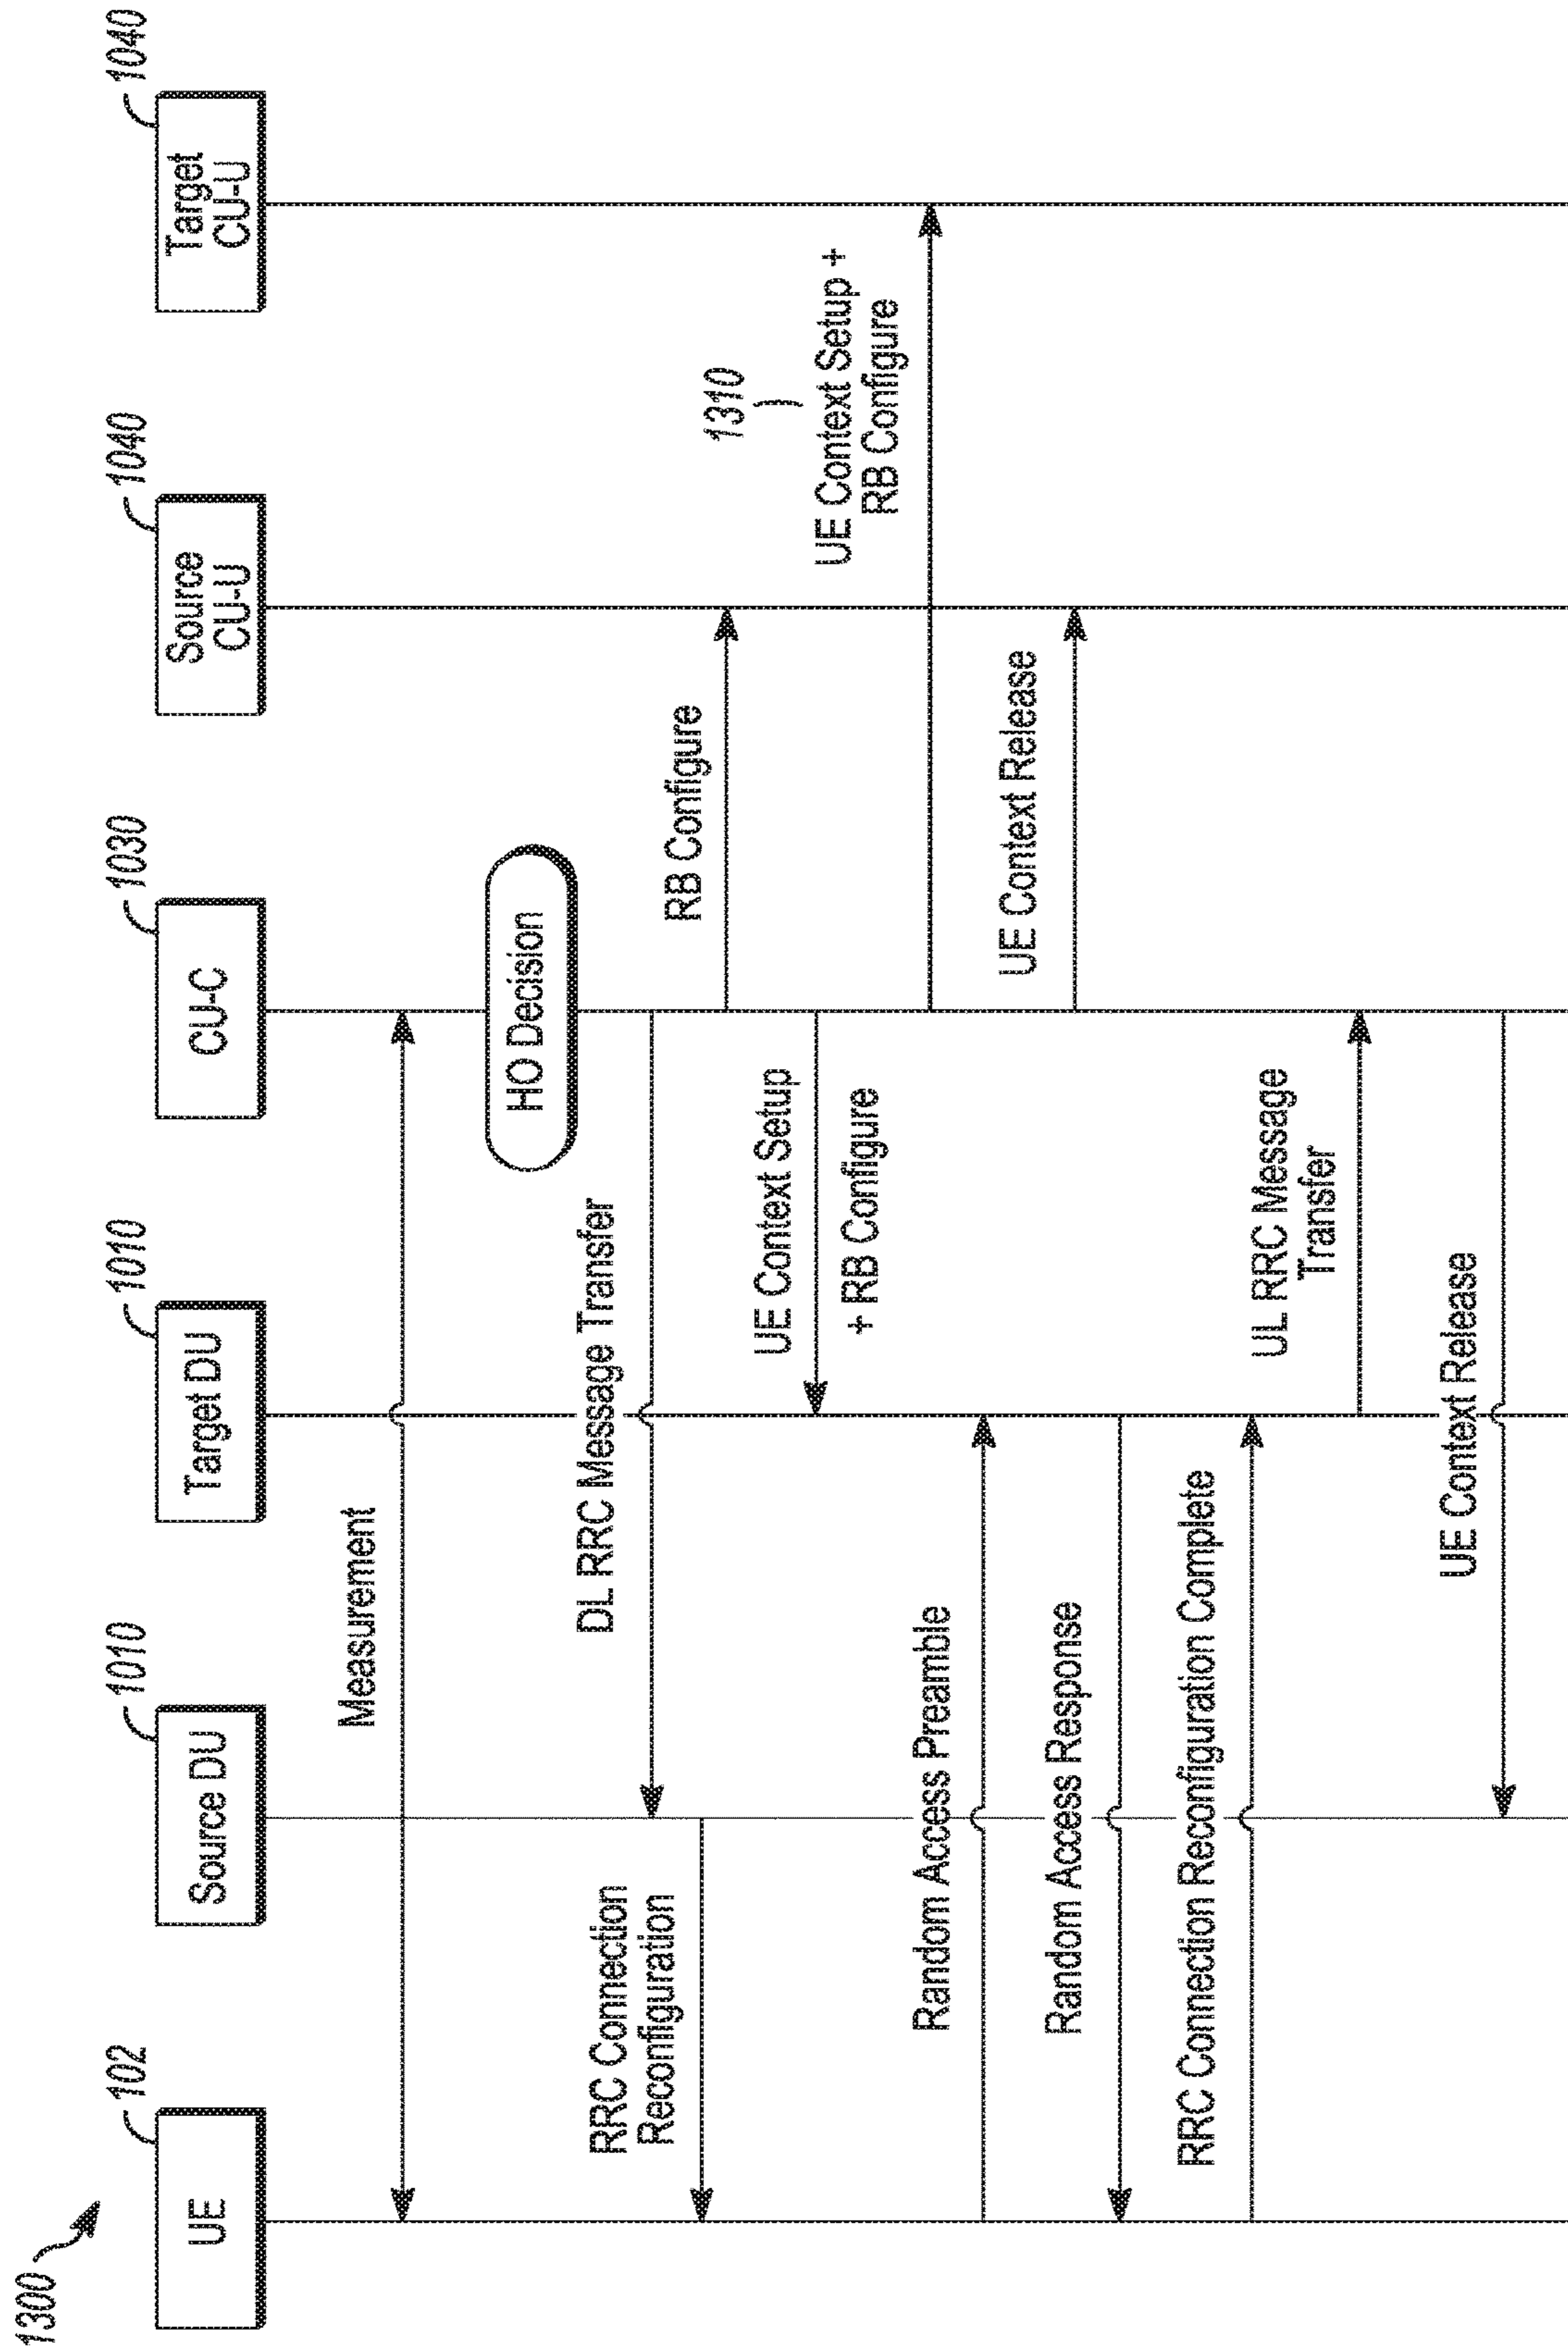 1300
UE
102
Source DU
1010
Target DU
1010
CU-C
1030
Source
CU-U
1040
Target
CU-U
1040
Measurement
HO Decision
DL RRC Message Transfer
RRC Connection
Reconfiguration
RB Configure
UE Context Setup
+ RB Configure
1310
UE Context Setup +
RB Configure
Random Access Preamble
UE Context Release
Random Access Response
RRC Connection Reconfiguration Complete
UL RRC Message
Transfer
UE Context Release